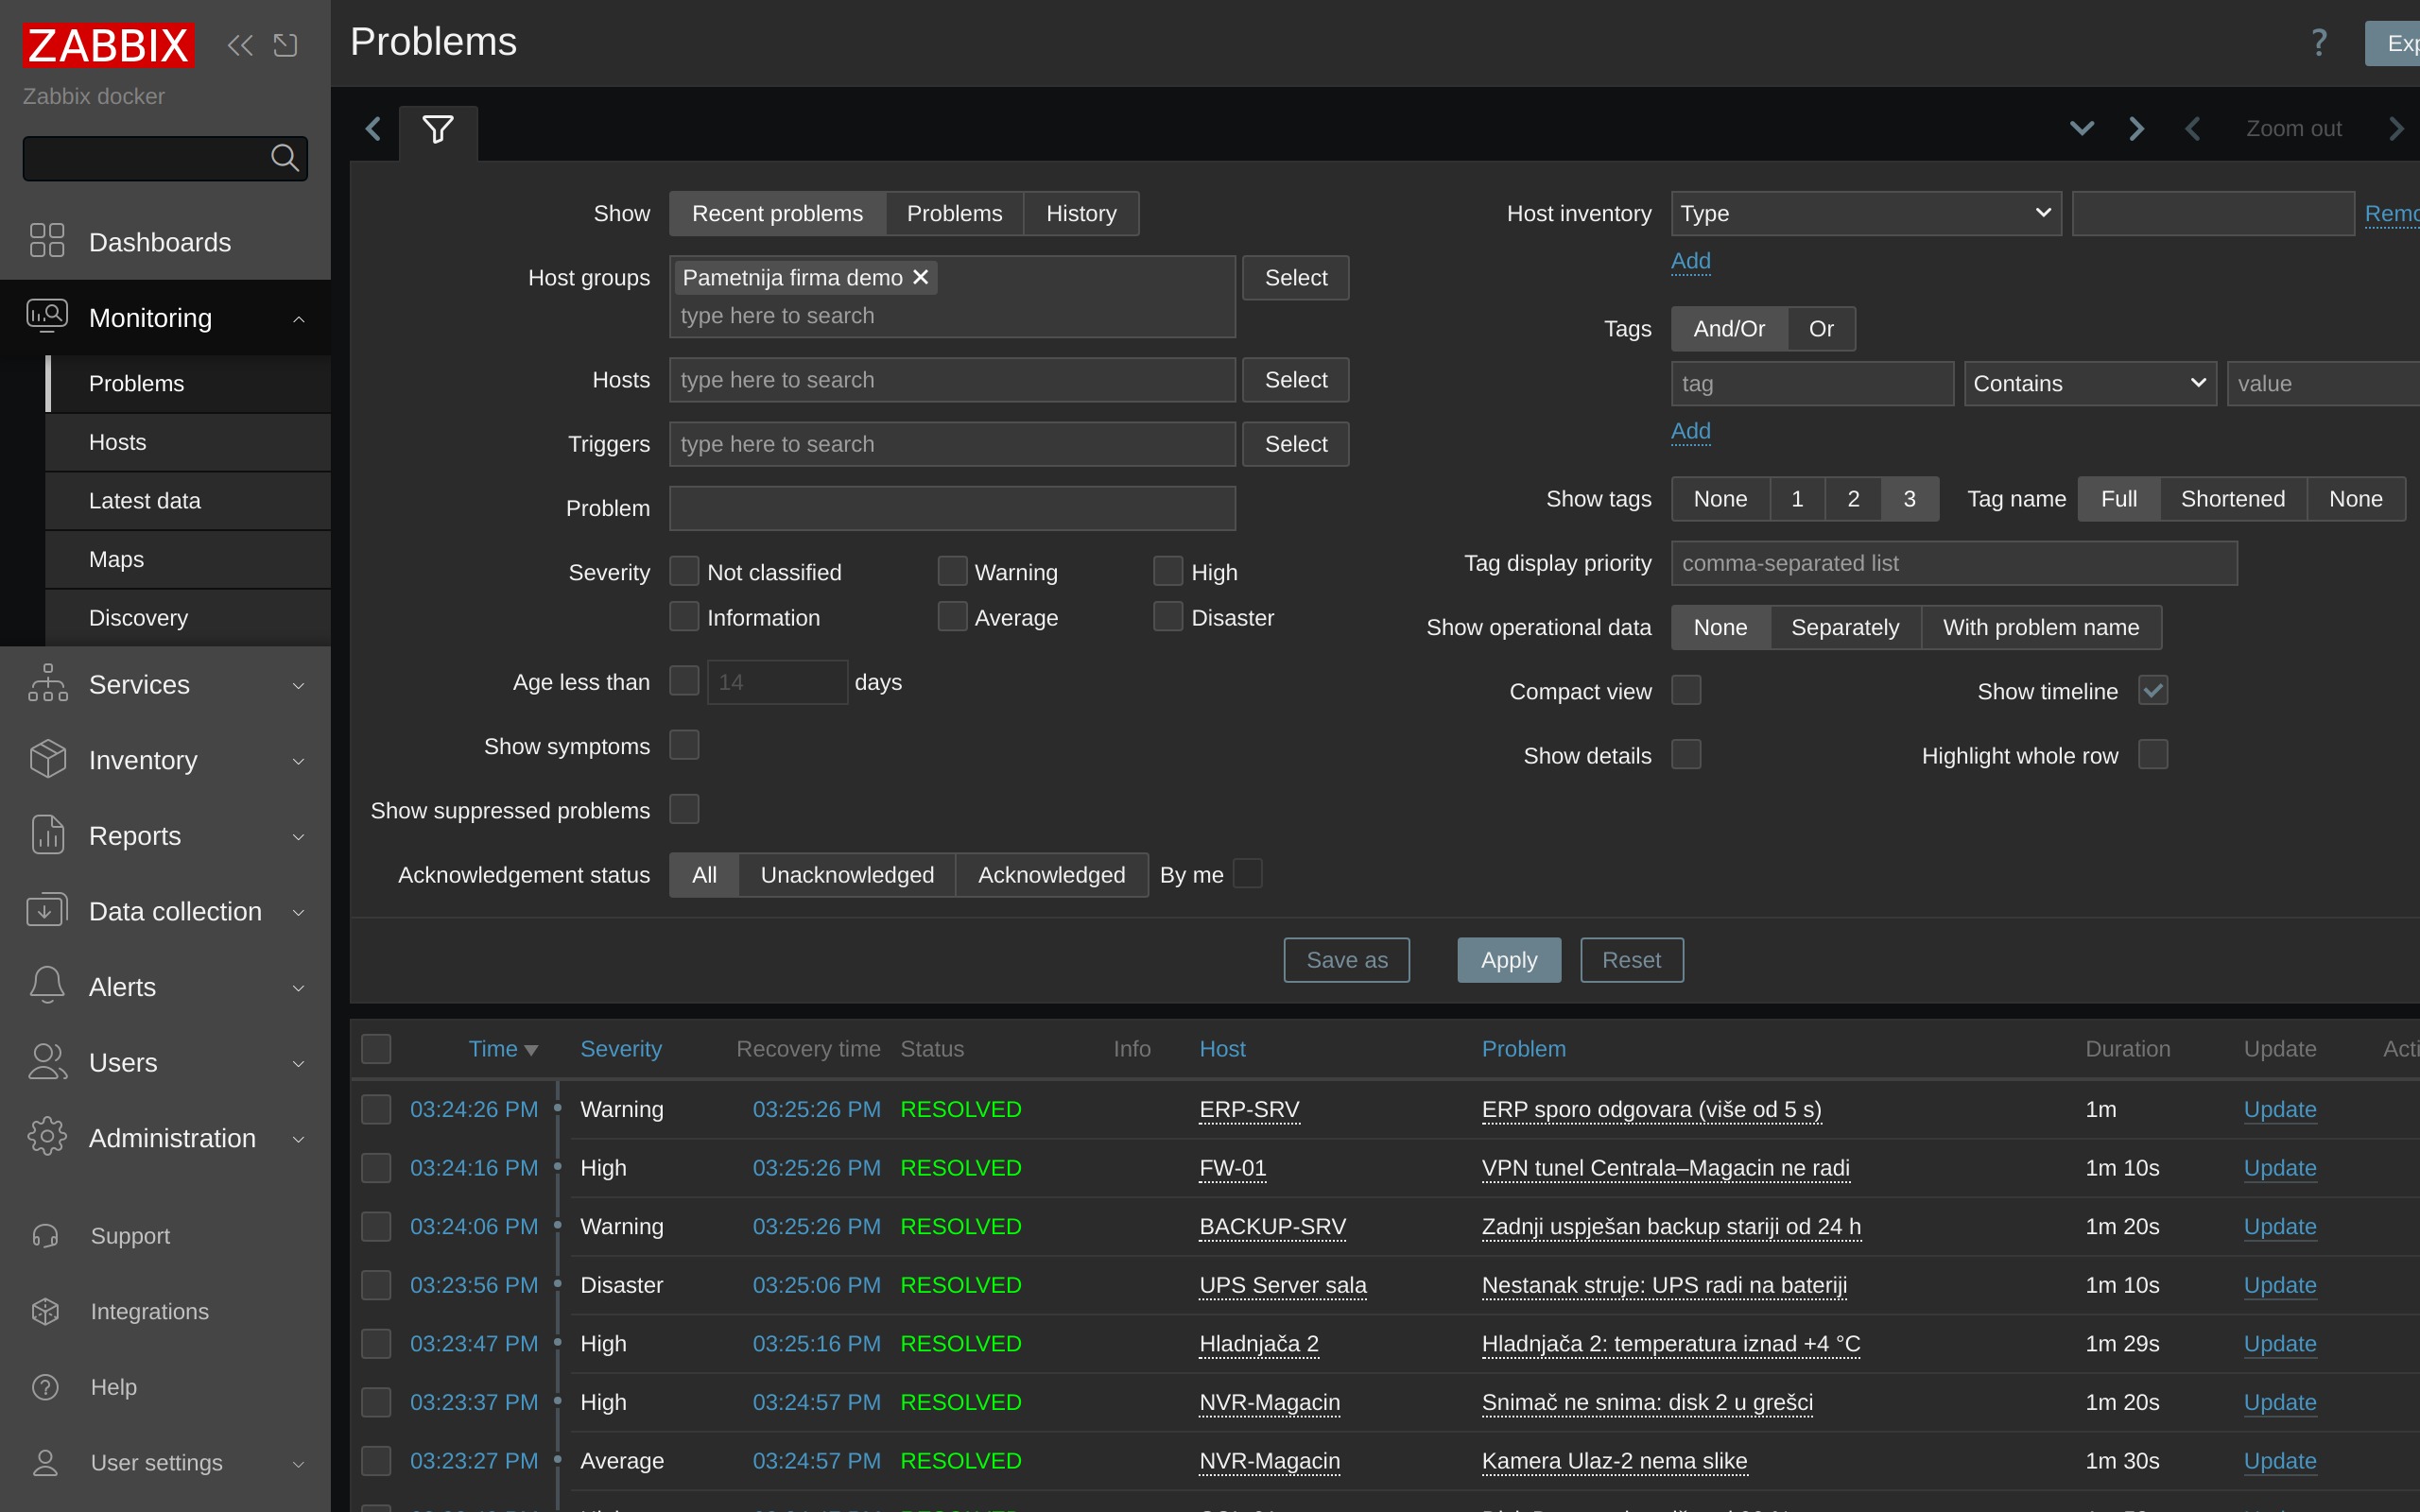 ZABBIX
Zabbix docker
Dashboards
Monitoring
Problems
Hosts
Latest data
Maps
Discovery
Services
Inventory
Reports
Data collection
Alerts
Users
Administration
Support
Integrations
Help
User settings
Problems
? Exp
Zoom out
Show Recent problems Problems History
Host groups Pametnija firma demo Select
type here to search
Hosts type here to search Select
Triggers type here to search Select
Problem
Severity Not classified Warning High
Information Average Disaster
Age less than 14 days
Show symptoms
Show suppressed problems
Acknowledgement status All Unacknowledged Acknowledged By me
Host inventory Type Remo
Add
Tags And/Or Or
tag Contains value
Add
Show tags None 1 2 3 Tag name Full Shortened None
Tag display priority comma-separated list
Show operational data None Separately With problem name
Compact view Show timeline
Show details Highlight whole row
Save as Apply Reset
Time Severity Recovery time Status Info Host Problem Duration Update Acti
03:24:26 PM Warning 03:25:26 PM RESOLVED ERP-SRV ERP sporo odgovara (više od 5 s) 1m Update
03:24:16 PM High 03:25:26 PM RESOLVED FW-01 VPN tunel Centrala–Magacin ne radi 1m 10s Update
03:24:06 PM Warning 03:25:26 PM RESOLVED BACKUP-SRV Zadnji uspješan backup stariji od 24 h 1m 20s Update
03:23:56 PM Disaster 03:25:06 PM RESOLVED UPS Server sala Nestanak struje: UPS radi na bateriji 1m 10s Update
03:23:47 PM High 03:25:16 PM RESOLVED Hladnjača 2 Hladnjača 2: temperatura iznad +4 °C 1m 29s Update
03:23:37 PM High 03:24:57 PM RESOLVED NVR-Magacin Snimač ne snima: disk 2 u grešci 1m 20s Update
03:23:27 PM Average 03:24:57 PM RESOLVED NVR-Magacin Kamera Ulaz-2 nema slike 1m 30s Update